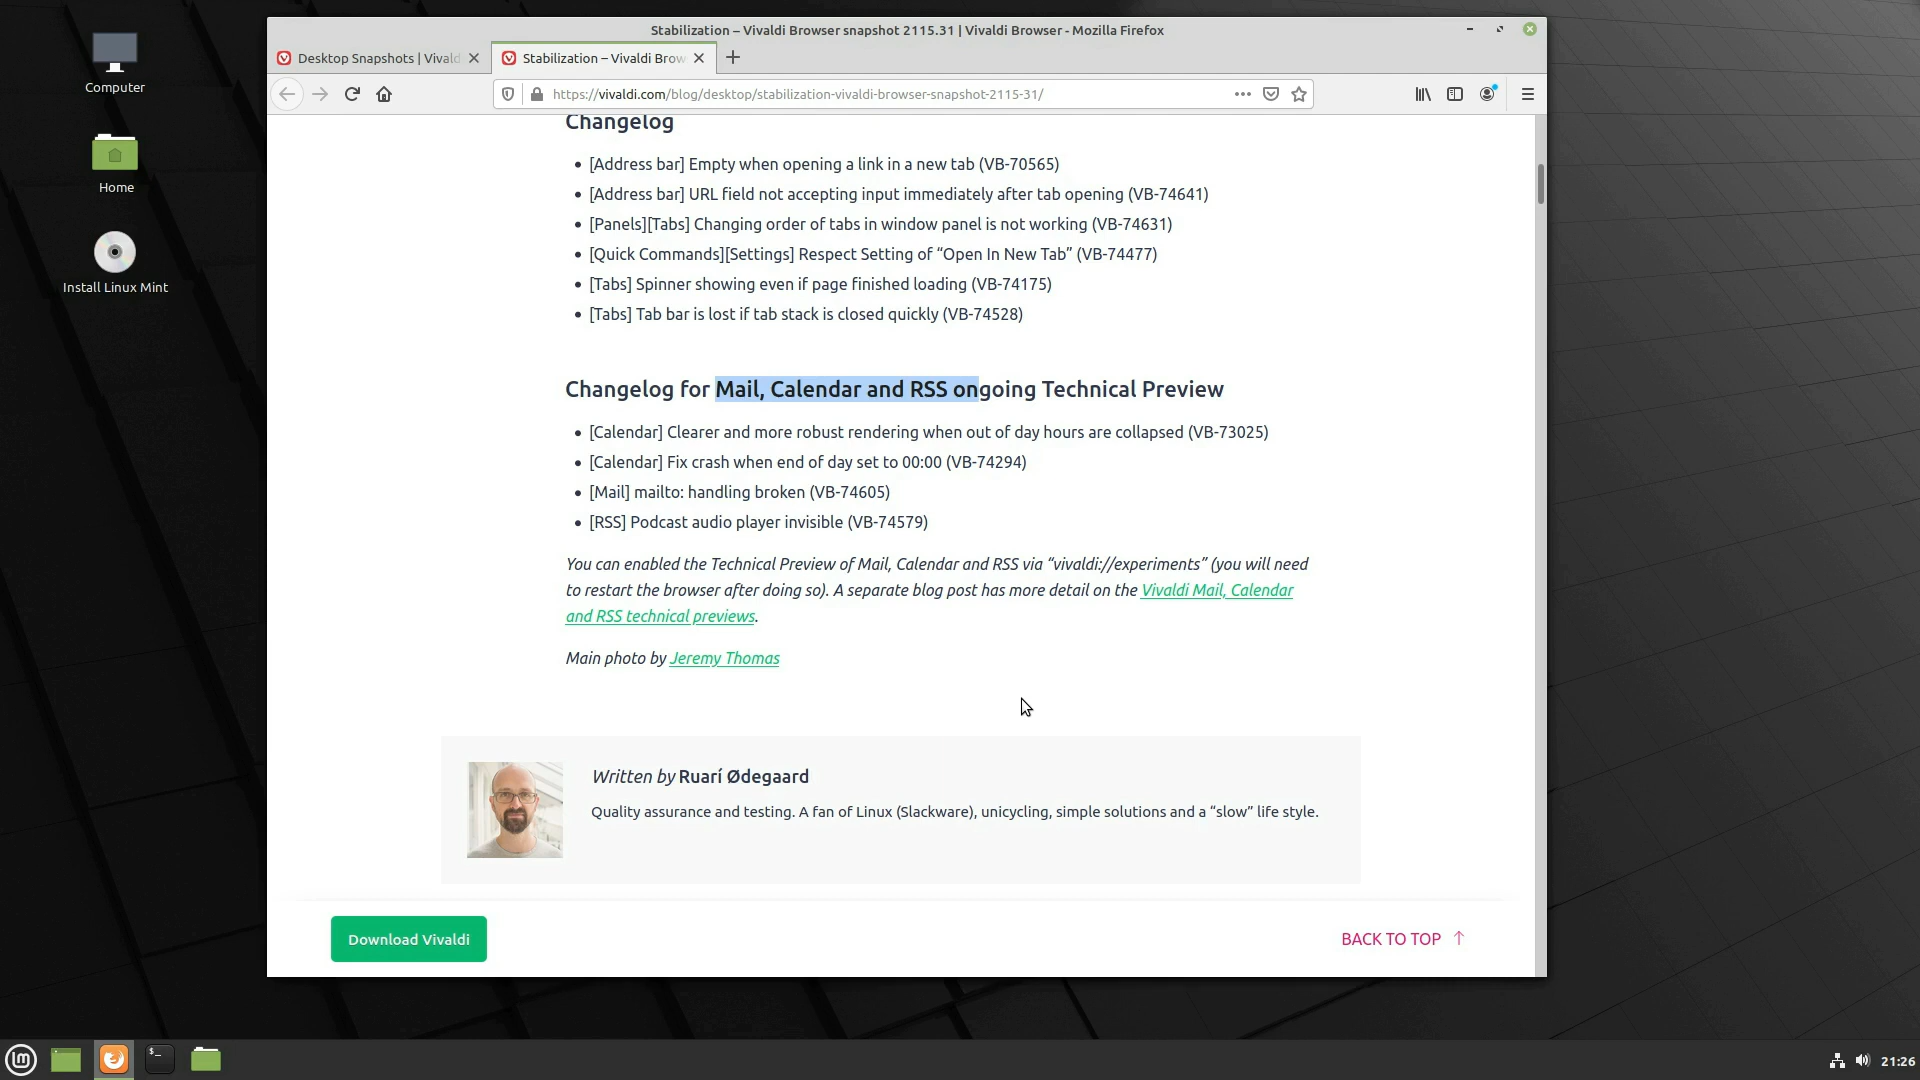 Computer
Home
Install Linux Mint
Stabilization – Vivaldi Browser snapshot 2115.31 | Vivaldi Browser - Mozilla Firefox
Desktop Snapshots | Vivald
Stabilization – Vivaldi Brow
https://vivaldi.com/blog/desktop/stabilization-vivaldi-browser-snapshot-2115-31/
Changelog
• [Address bar] Empty when opening a link in a new tab (VB-70565)
• [Address bar] URL field not accepting input immediately after tab opening (VB-74641)
• [Panels][Tabs] Changing order of tabs in window panel is not working (VB-74631)
• [Quick Commands][Settings] Respect Setting of “Open In New Tab” (VB-74477)
• [Tabs] Spinner showing even if page finished loading (VB-74175)
• [Tabs] Tab bar is lost if tab stack is closed quickly (VB-74528)
Changelog for Mail, Calendar and RSS ongoing Technical Preview
• [Calendar] Clearer and more robust rendering when out of day hours are collapsed (VB-73025)
• [Calendar] Fix crash when end of day set to 00:00 (VB-74294)
• [Mail] mailto: handling broken (VB-74605)
• [RSS] Podcast audio player invisible (VB-74579)
You can enabled the Technical Preview of Mail, Calendar and RSS via “vivaldi://experiments” (you will need
to restart the browser after doing so). A separate blog post has more detail on the Vivaldi Mail, Calendar
and RSS technical previews.
Main photo by Jeremy Thomas
Written by Ruarí Ødegaard
Quality assurance and testing. A fan of Linux (Slackware), unicycling, simple solutions and a “slow” life style.
Download Vivaldi
BACK TO TOP ↑
21:26